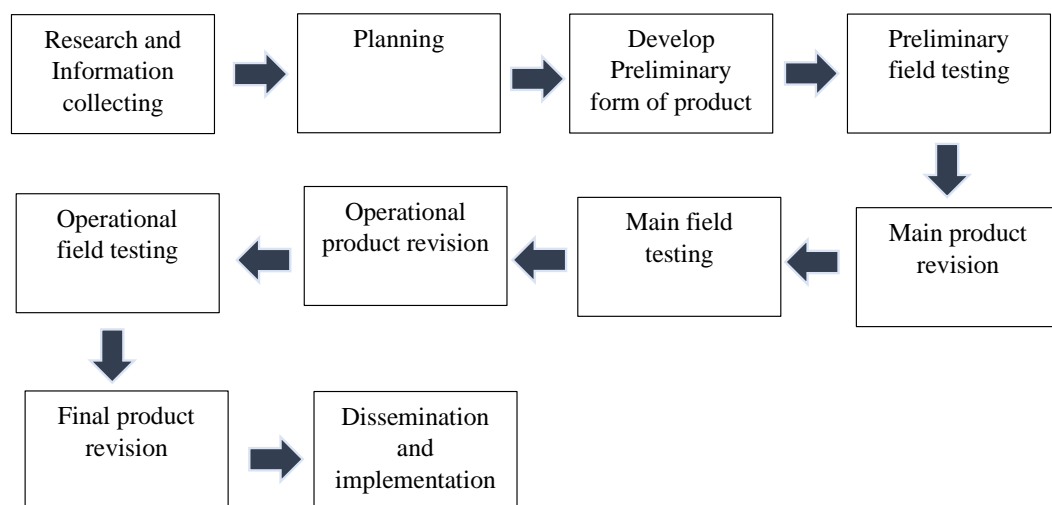 Research and
Information
collecting
Planning
Develop
Preliminary
form of product
Preliminary
field testing
Main product
revision
Main field
testing
Operational
product revision
Operational
field testing
Final product
revision
Dissemination
and
implementation